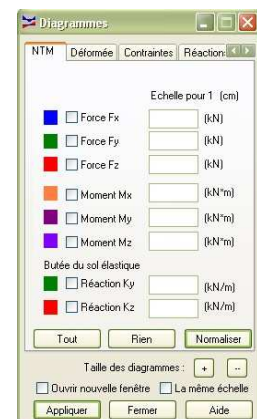 Diagrammes
NTM Déformée Contraintes Réactions
Echelle pour 1 (cm)
Force Fx (kN)
Force Fy (kN)
Force Fz (kN)
Moment Mx (kN*m)
Moment My (kN*m)
Moment Mz (kN*m)
Butée du sol élastique
Réaction Ky (kN/m)
Réaction Kz (kN/m)
Tout Rien Normaliser
Taille des diagrammes : + --
Ouvrir nouvelle fenêtre La même échelle
Appliquer Fermer Aide